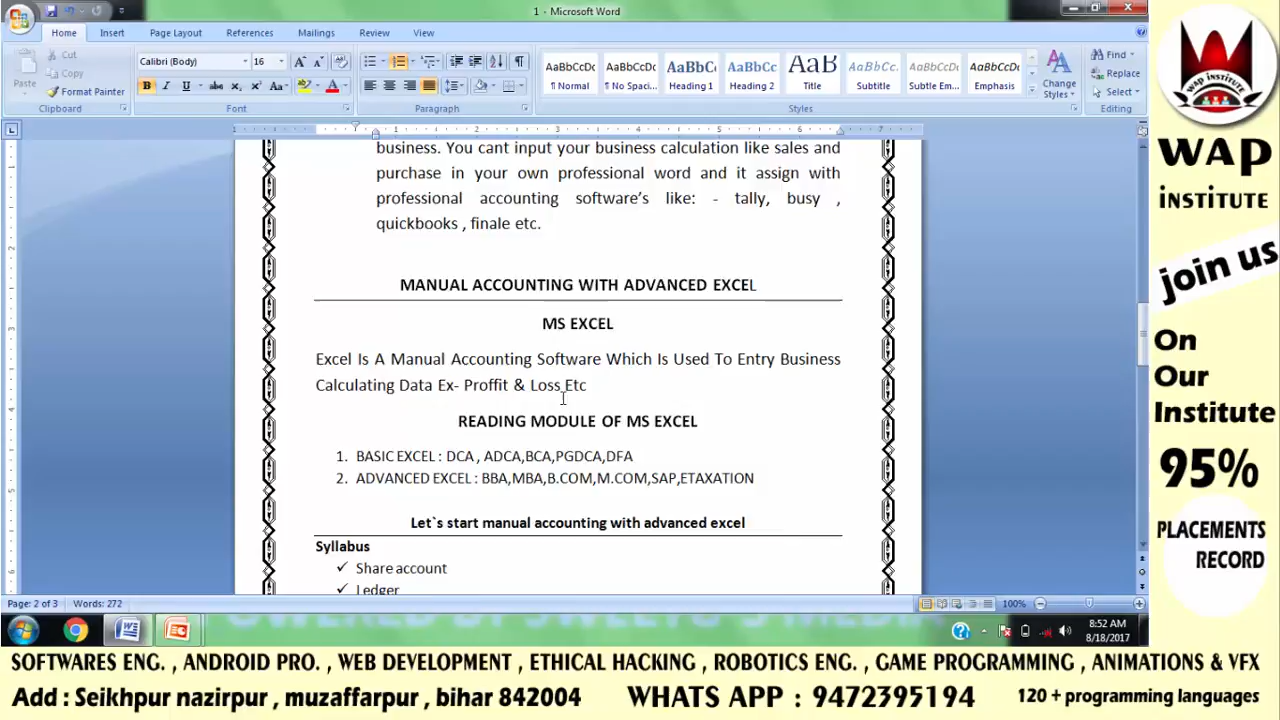 1 - Microsoft Word
Home Insert Page Layout References Mailings Review View
Paste
Cut
Copy
Format Painter
Clipboard
Calibri (Body) 16
Font
Paragraph
AaBbCcDc ¶ Normal
AaBbCcDc ¶ No Spaci...
AaBbC Heading 1
AaBbCc Heading 2
AaB Title
AaBbCc Subtitle
AaBbCcDc Subtle Em...
AaBbCcDc Emphasis
Change Styles
Styles
Find
Replace
Select
Editing
business. You cant input your business calculation like sales and
purchase in your own professional word and it assign with
professional accounting software’s like: - tally, busy ,
quickbooks , finale etc.
MANUAL ACCOUNTING WITH ADVANCED EXCEL
MS EXCEL
Excel Is A Manual Acounting Software Which Is Used To Entry Business
Calculating Data Ex- Proffit & Loss Etc
READING MODULE OF MS EXCEL
1. BASIC EXCEL : DCA , ADCA,BCA,PGDCA,DFA
2. ADVANCED EXCEL : BBA,MBA,B.COM,M.COM,SAP,ETAXATION
Let`s start manual accounting with advanced excel
Syllabus
✓ Share account
✓ Ledger
Page: 2 of 3 Words: 272
100%
8:52 AM
8/18/2017
wap institute
WAP
iNSTiTUTE
join us
On
Our
Institute
95%
PLACEMENTS
RECORD
SOFTWARES ENG. , ANDROID PRO. , WEB DEVELOPMENT , ETHICAL HACKING , ROBOTICS ENG. , GAME PROGRAMMING , ANIMATIONS & VFX
Add : Seikhpur nazirpur , muzaffarpur , bihar 842004 WHATS APP : 9472395194 120 + programming languages